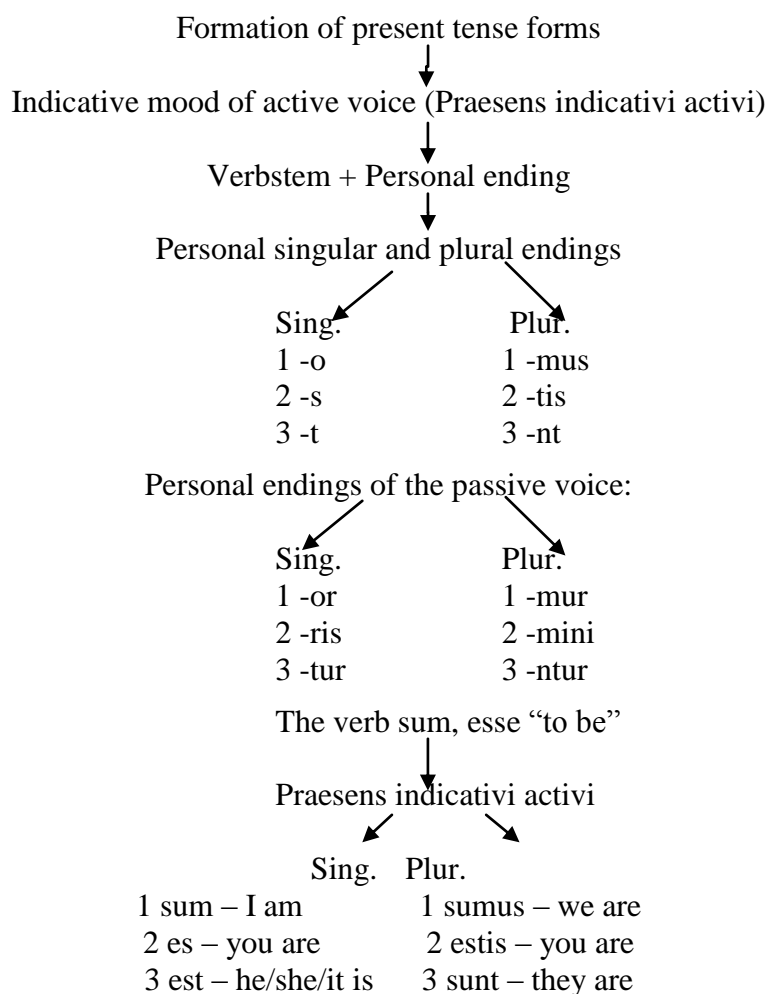 Formation of present tense forms
Indicative mood of active voice (Praesens indicativi activi)
Verbstem + Personal ending
Personal singular and plural endings
Sing. Plur.
1 -o 1 -mus
2 -s 2 -tis
3 -t 3 -nt
Personal endings of the passive voice:
Sing. Plur.
1 -or 1 -mur
2 -ris 2 -mini
3 -tur 3 -ntur
The verb sum, esse “to be”
Praesens indicativi activi
Sing. Plur.
1 sum – I am 1 sumus – we are
2 es – you are 2 estis – you are
3 est – he/she/it is 3 sunt – they are